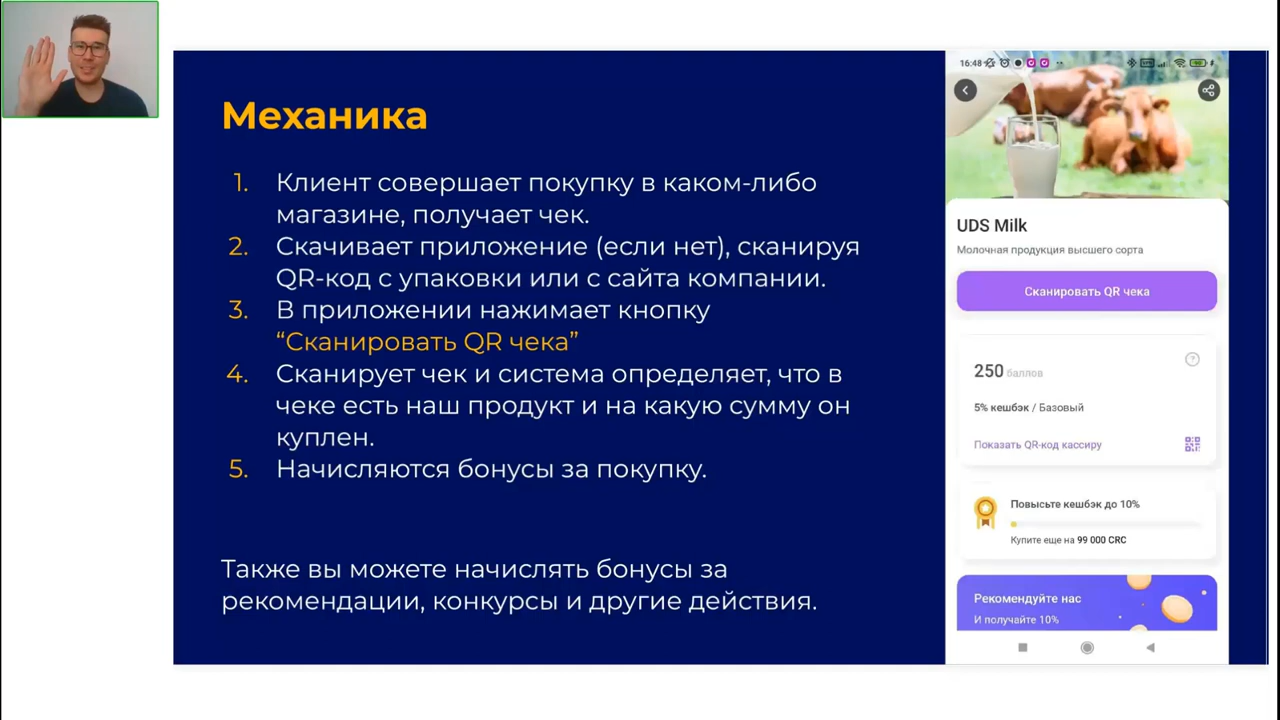 Механика
1. Клиент совершает покупку в каком-либо
магазине, получает чек.
2. Скачивает приложение (если нет), сканируя
QR-код с упаковки или с сайта компании.
3. В приложении нажимает кнопку
“Сканировать QR чека”
4. Сканирует чек и система определяет, что в
чеке есть наш продукт и на какую сумму он
куплен.
5. Начисляются бонусы за покупку.
Также вы можете начислять бонусы за
рекомендации, конкурсы и другие действия.
16:48
UDS Milk
Молочная продукция высшего сорта
Сканировать QR чека
250 баллов
5% кешбэк / Базовый
Показать QR-код кассиру
Повысьте кешбэк до 10%
Купите еще на 99 000 CRC
Рекомендуйте нас
И получайте 10%